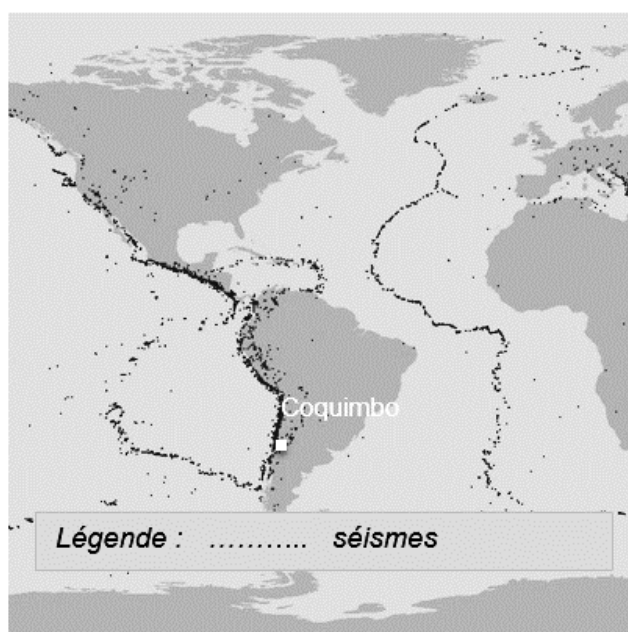 Coquimbo
Légende : ........... séismes